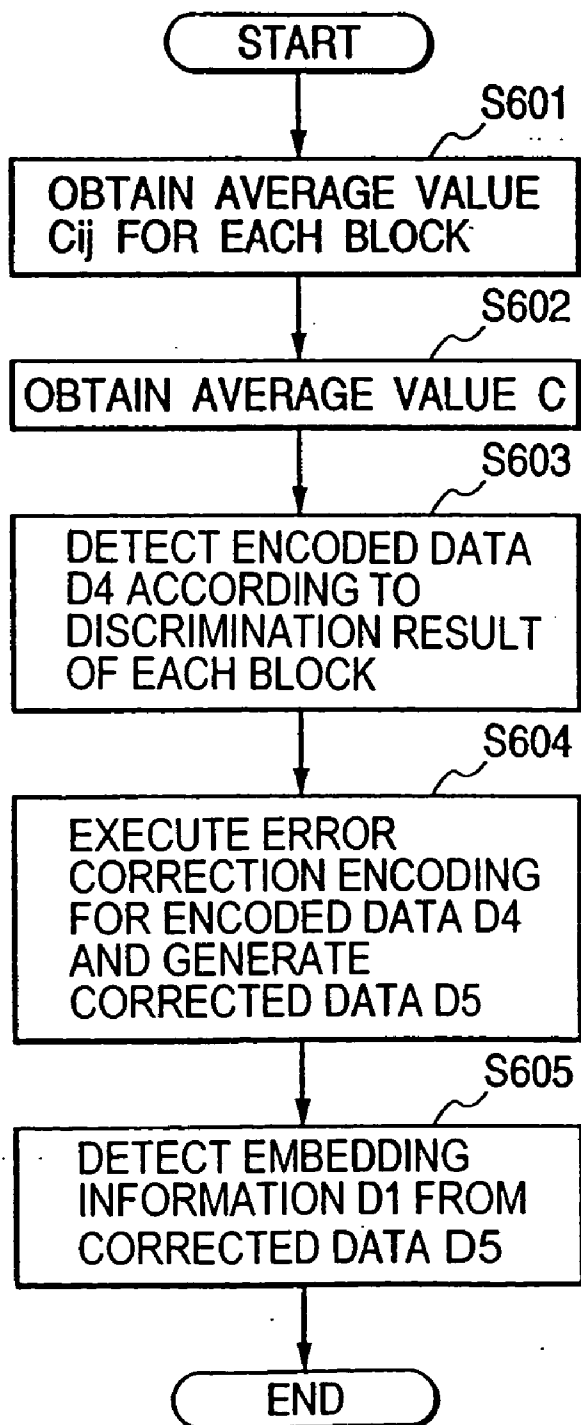 START
S601
OBTAIN AVERAGE VALUE
Cij FOR EACH BLOCK
S602
OBTAIN AVERAGE VALUE C
S603
DETECT ENCODED DATA
D4 ACCORDING TO
DISCRIMINATION RESULT
OF EACH BLOCK
S604
EXECUTE ERROR
CORRECTION ENCODING
FOR ENCODED DATA D4
AND GENERATE
CORRECTED DATA D5
S605
DETECT EMBEDDING
INFORMATION D1 FROM
CORRECTED DATA D5
END